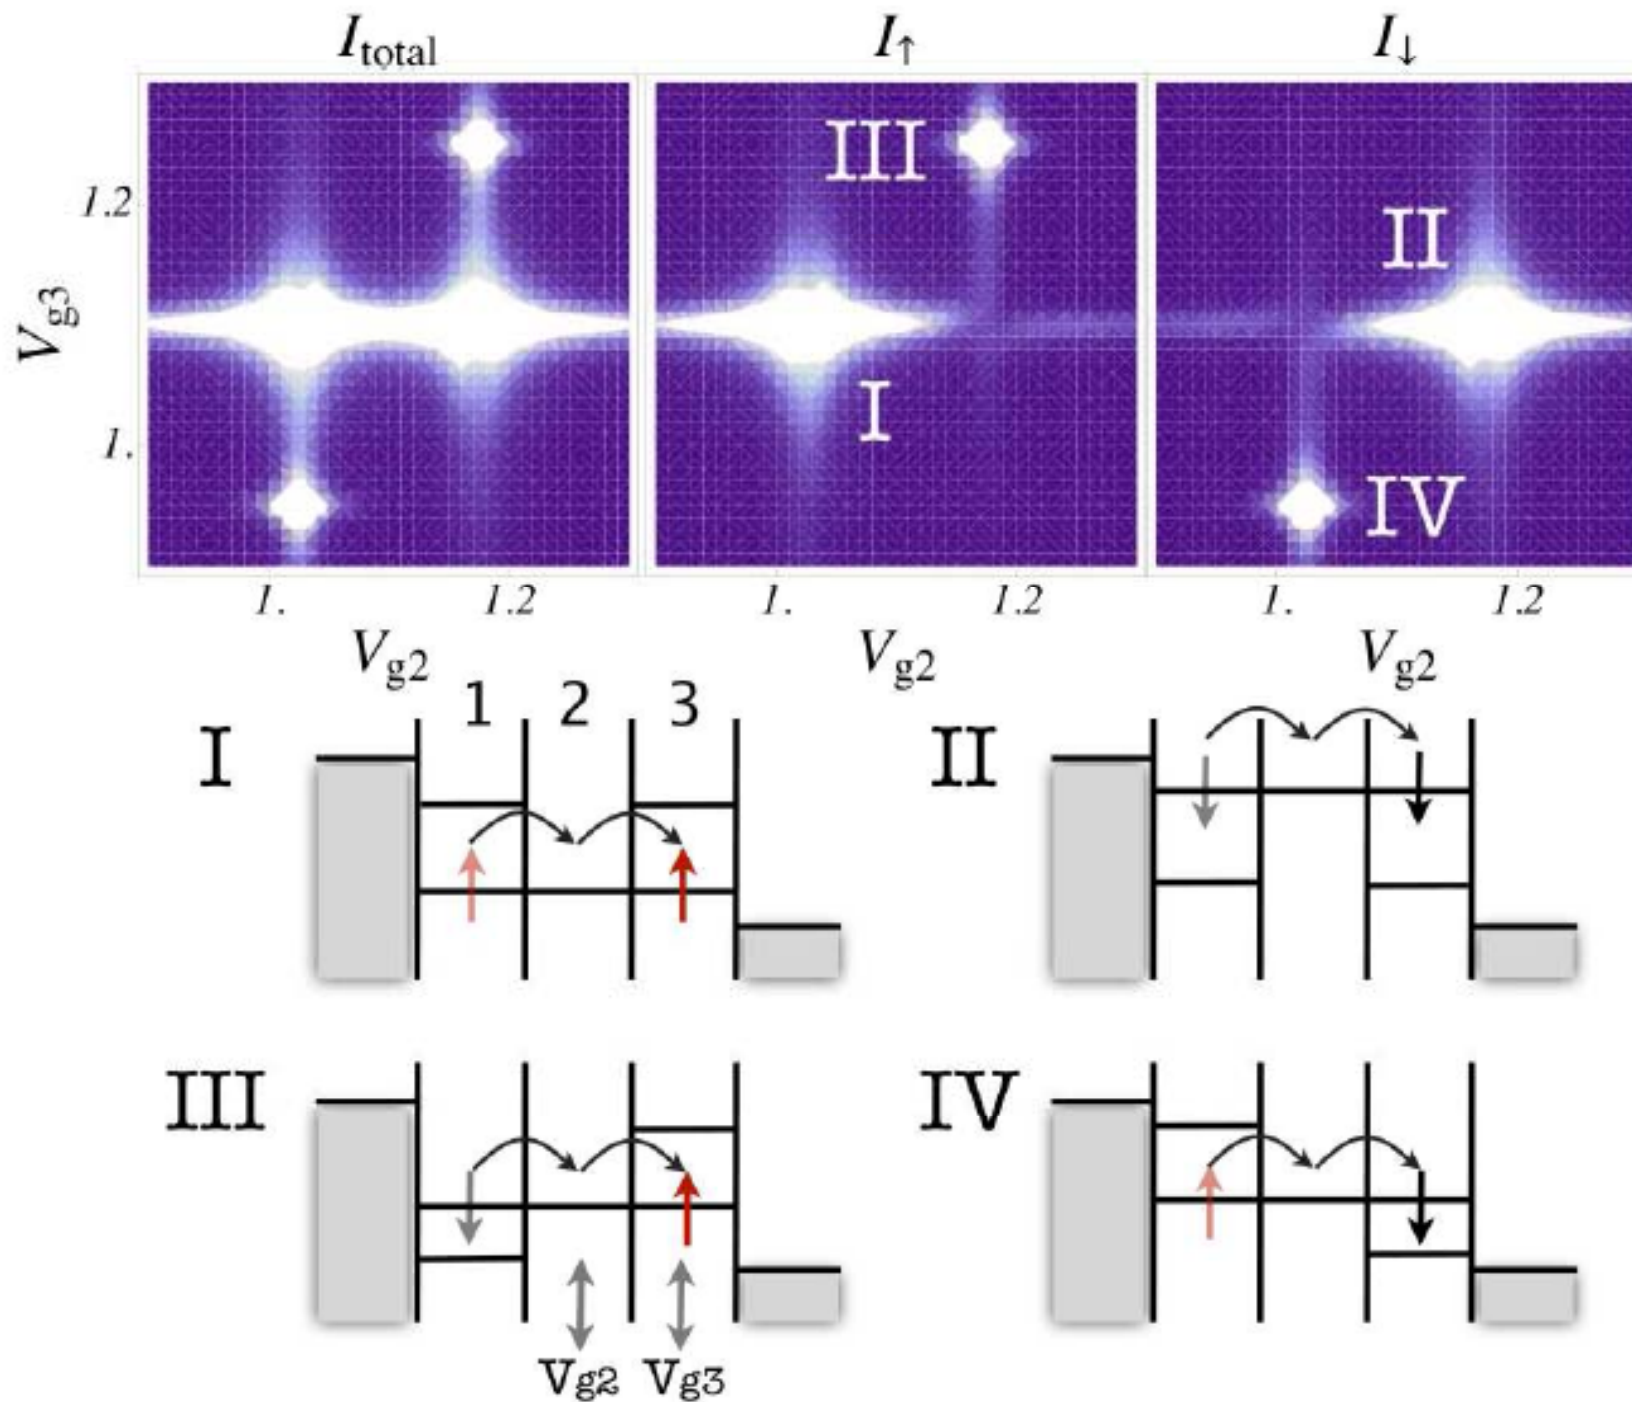 I_total I↑ I↓
III
1.2
II
V_g3
I
1.
IV
1. 1.2 1. 1.2 1. 1.2
V_g2 V_g2 V_g2
1 2 3
I II
III IV
Vg2 Vg3